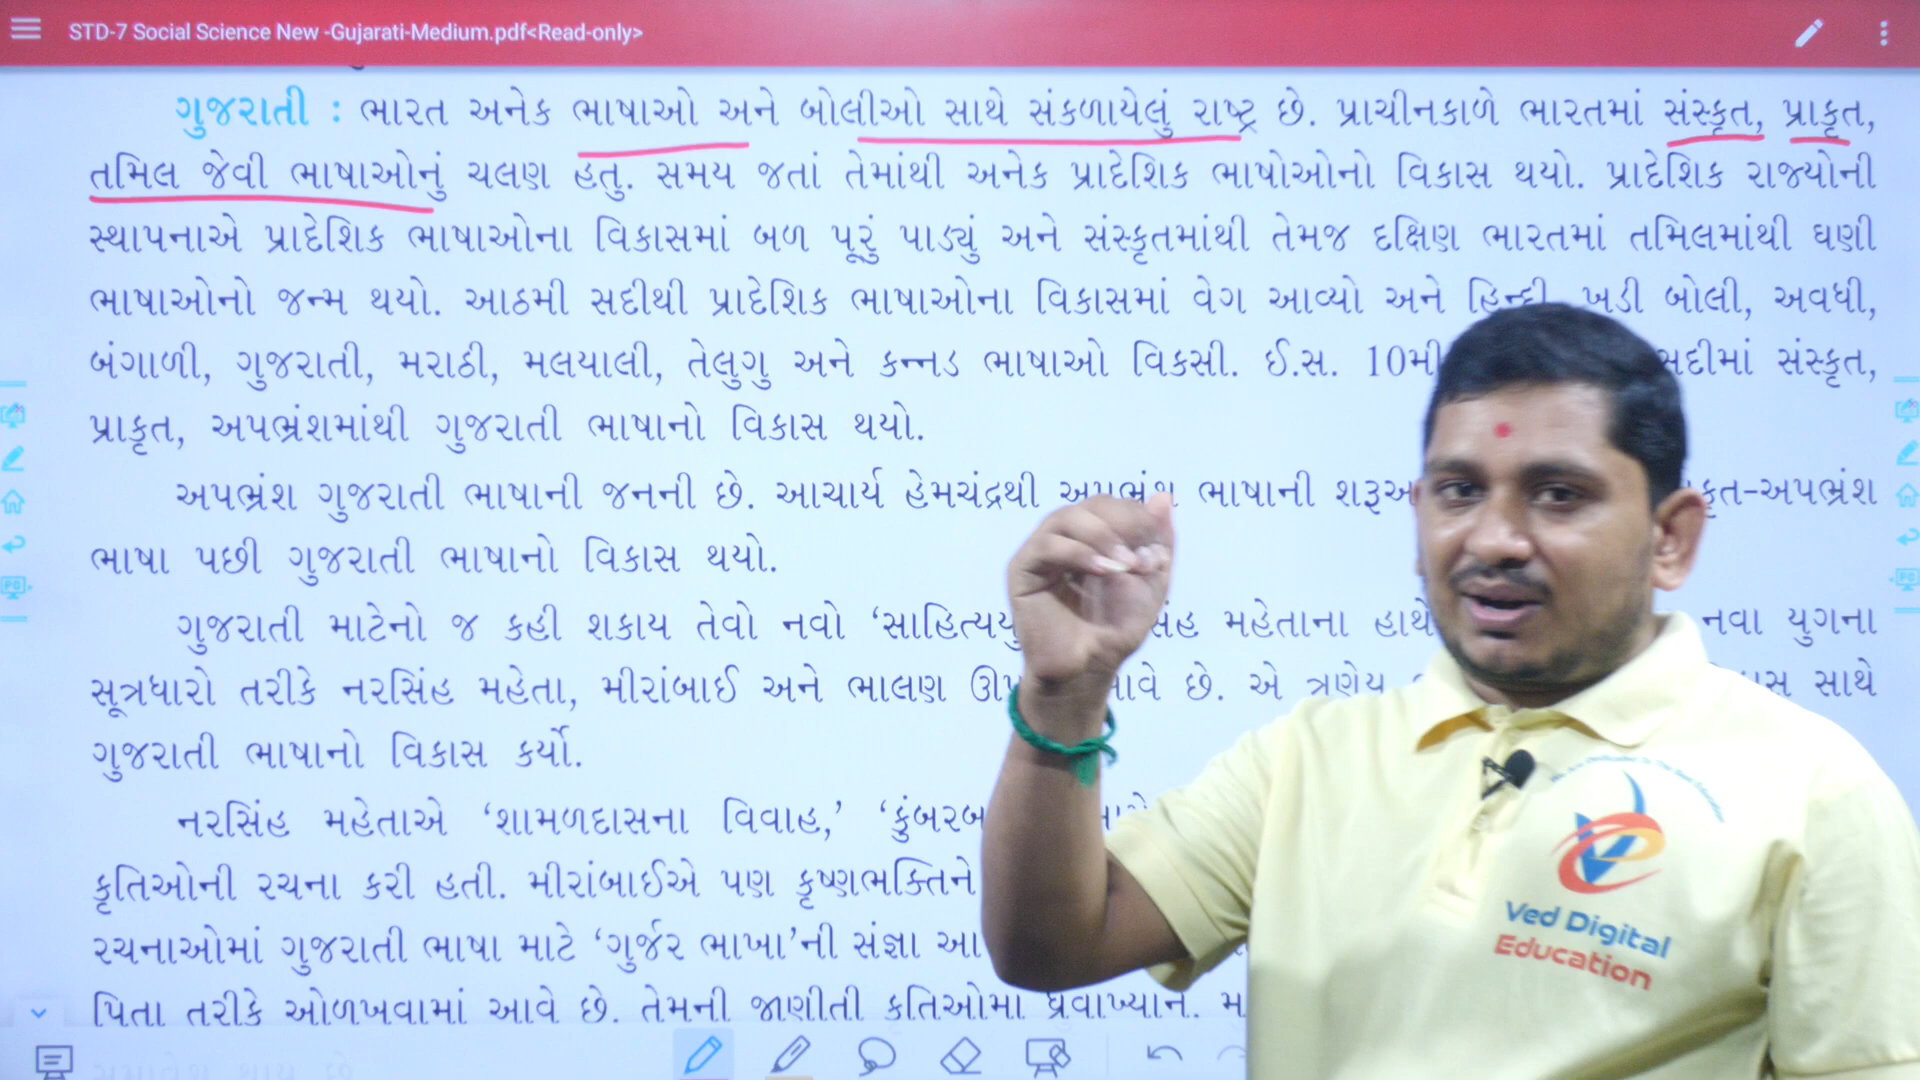 STD-7 Social Science New -Gujarati-Medium.pdf<Read-only>
ગુજરાતી : ભારત અનેક ભાષાઓ અને બોલીઓ સાથે સંકળાયેલું રાષ્ટ્ર છે. પ્રાચીનકાળે ભારતમાં સંસ્કૃત, પ્રાકૃત,
તમિલ જેવી ભાષાઓનું ચલણ હતુ. સમય જતાં તેમાંથી અનેક પ્રાદેશિક ભાષોઓનો વિકાસ થયો. પ્રાદેશિક રાજ્યોની
સ્થાપનાએ પ્રાદેશિક ભાષાઓના વિકાસમાં બળ પૂરું પાડ્યું અને સંસ્કૃતમાંથી તેમજ દક્ષિણ ભારતમાં તમિલમાંથી ઘણી
ભાષાઓનો જન્મ થયો. આઠમી સદીથી પ્રાદેશિક ભાષાઓના વિકાસમાં વેગ આવ્યો અને હિન્દી, ખડી બોલી, અવધી,
બંગાળી, ગુજરાતી, મરાઠી, મલયાલી, તેલુગુ અને કન્નડ ભાષાઓ વિકસી. ઈ.સ. 10મી સદીમાં સંસ્કૃત,
પ્રાકૃત, અપભ્રંશમાંથી ગુજરાતી ભાષાનો વિકાસ થયો.
અપભ્રંશ ગુજરાતી ભાષાની જનની છે. આચાર્ય હેમચંદ્રથી અપભ્રંશ ભાષાની અપભ્રંશ
ભાષા પછી ગુજરાતી ભાષાનો વિકાસ થયો.
ગુજરાતી માટેનો જ કહી શકાય તેવો નવો મહેતાના નવા યુગના
સૂત્રધારો તરીકે નરસિંહ મહેતા, મીરાંબાઈ અને ભાલણ છે. એ ત્રણેય સાથે
ગુજરાતી ભાષાનો વિકાસ કર્યો.
નરસિંહ મહેતાએ ‘શામળદાસના વિવાહ,’
કૃતિઓની રચના કરી હતી. મીરાંબાઈએ પણ કૃષ્ણભક્તિને
રચનાઓમાં ગુજરાતી ભાષા માટે ‘ગુર્જર ભાખા’ની સંજ્ઞા
પિતા તરીકે ઓળખવામાં આવે છે. તેમની જાણીતી
Ved Digital
Education